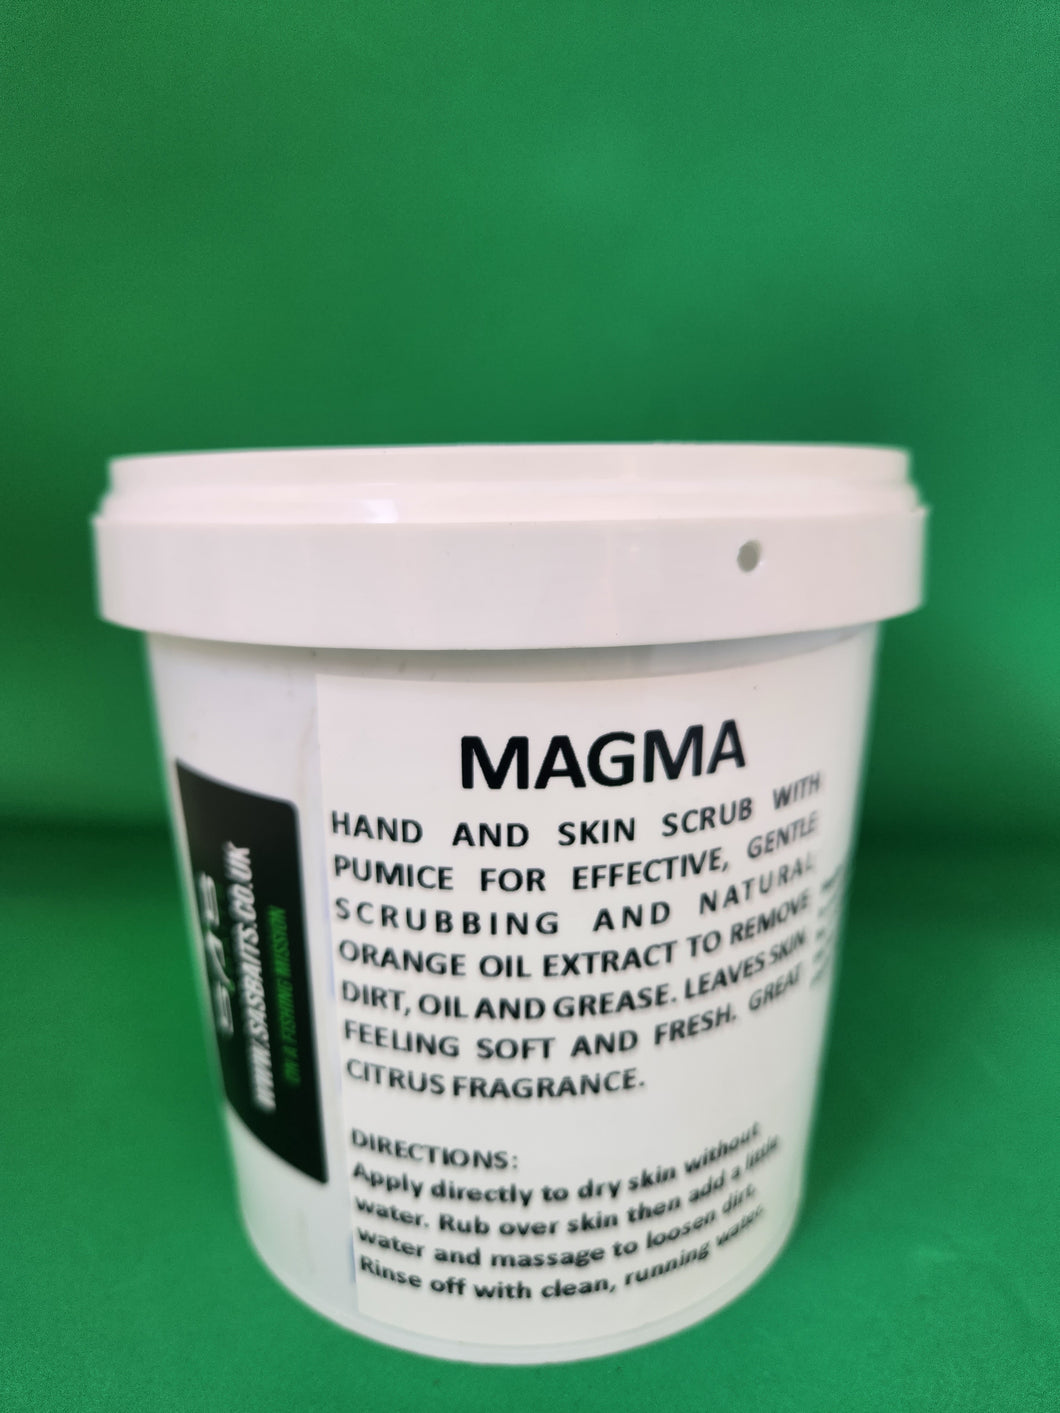 MAGMA
HAND AND SKIN SCRUB WITH
PUMICE FOR EFFECTIVE, GENTLE
SCRUBBING AND NATURAL
ORANGE OIL EXTRACT TO REMOVE
DIRT, OIL AND GREASE. LEAVES SKIN
FEELING SOFT AND FRESH. GREAT
CITRUS FRAGRANCE.
DIRECTIONS:
Apply directly to dry skin without
water. Rub over skin then add a little
water and massage to loosen dirt.
Rinse off with clean, running water.
S/A/S
WWW.SASBAITS.CO.UK
ON A FISHING MISSION